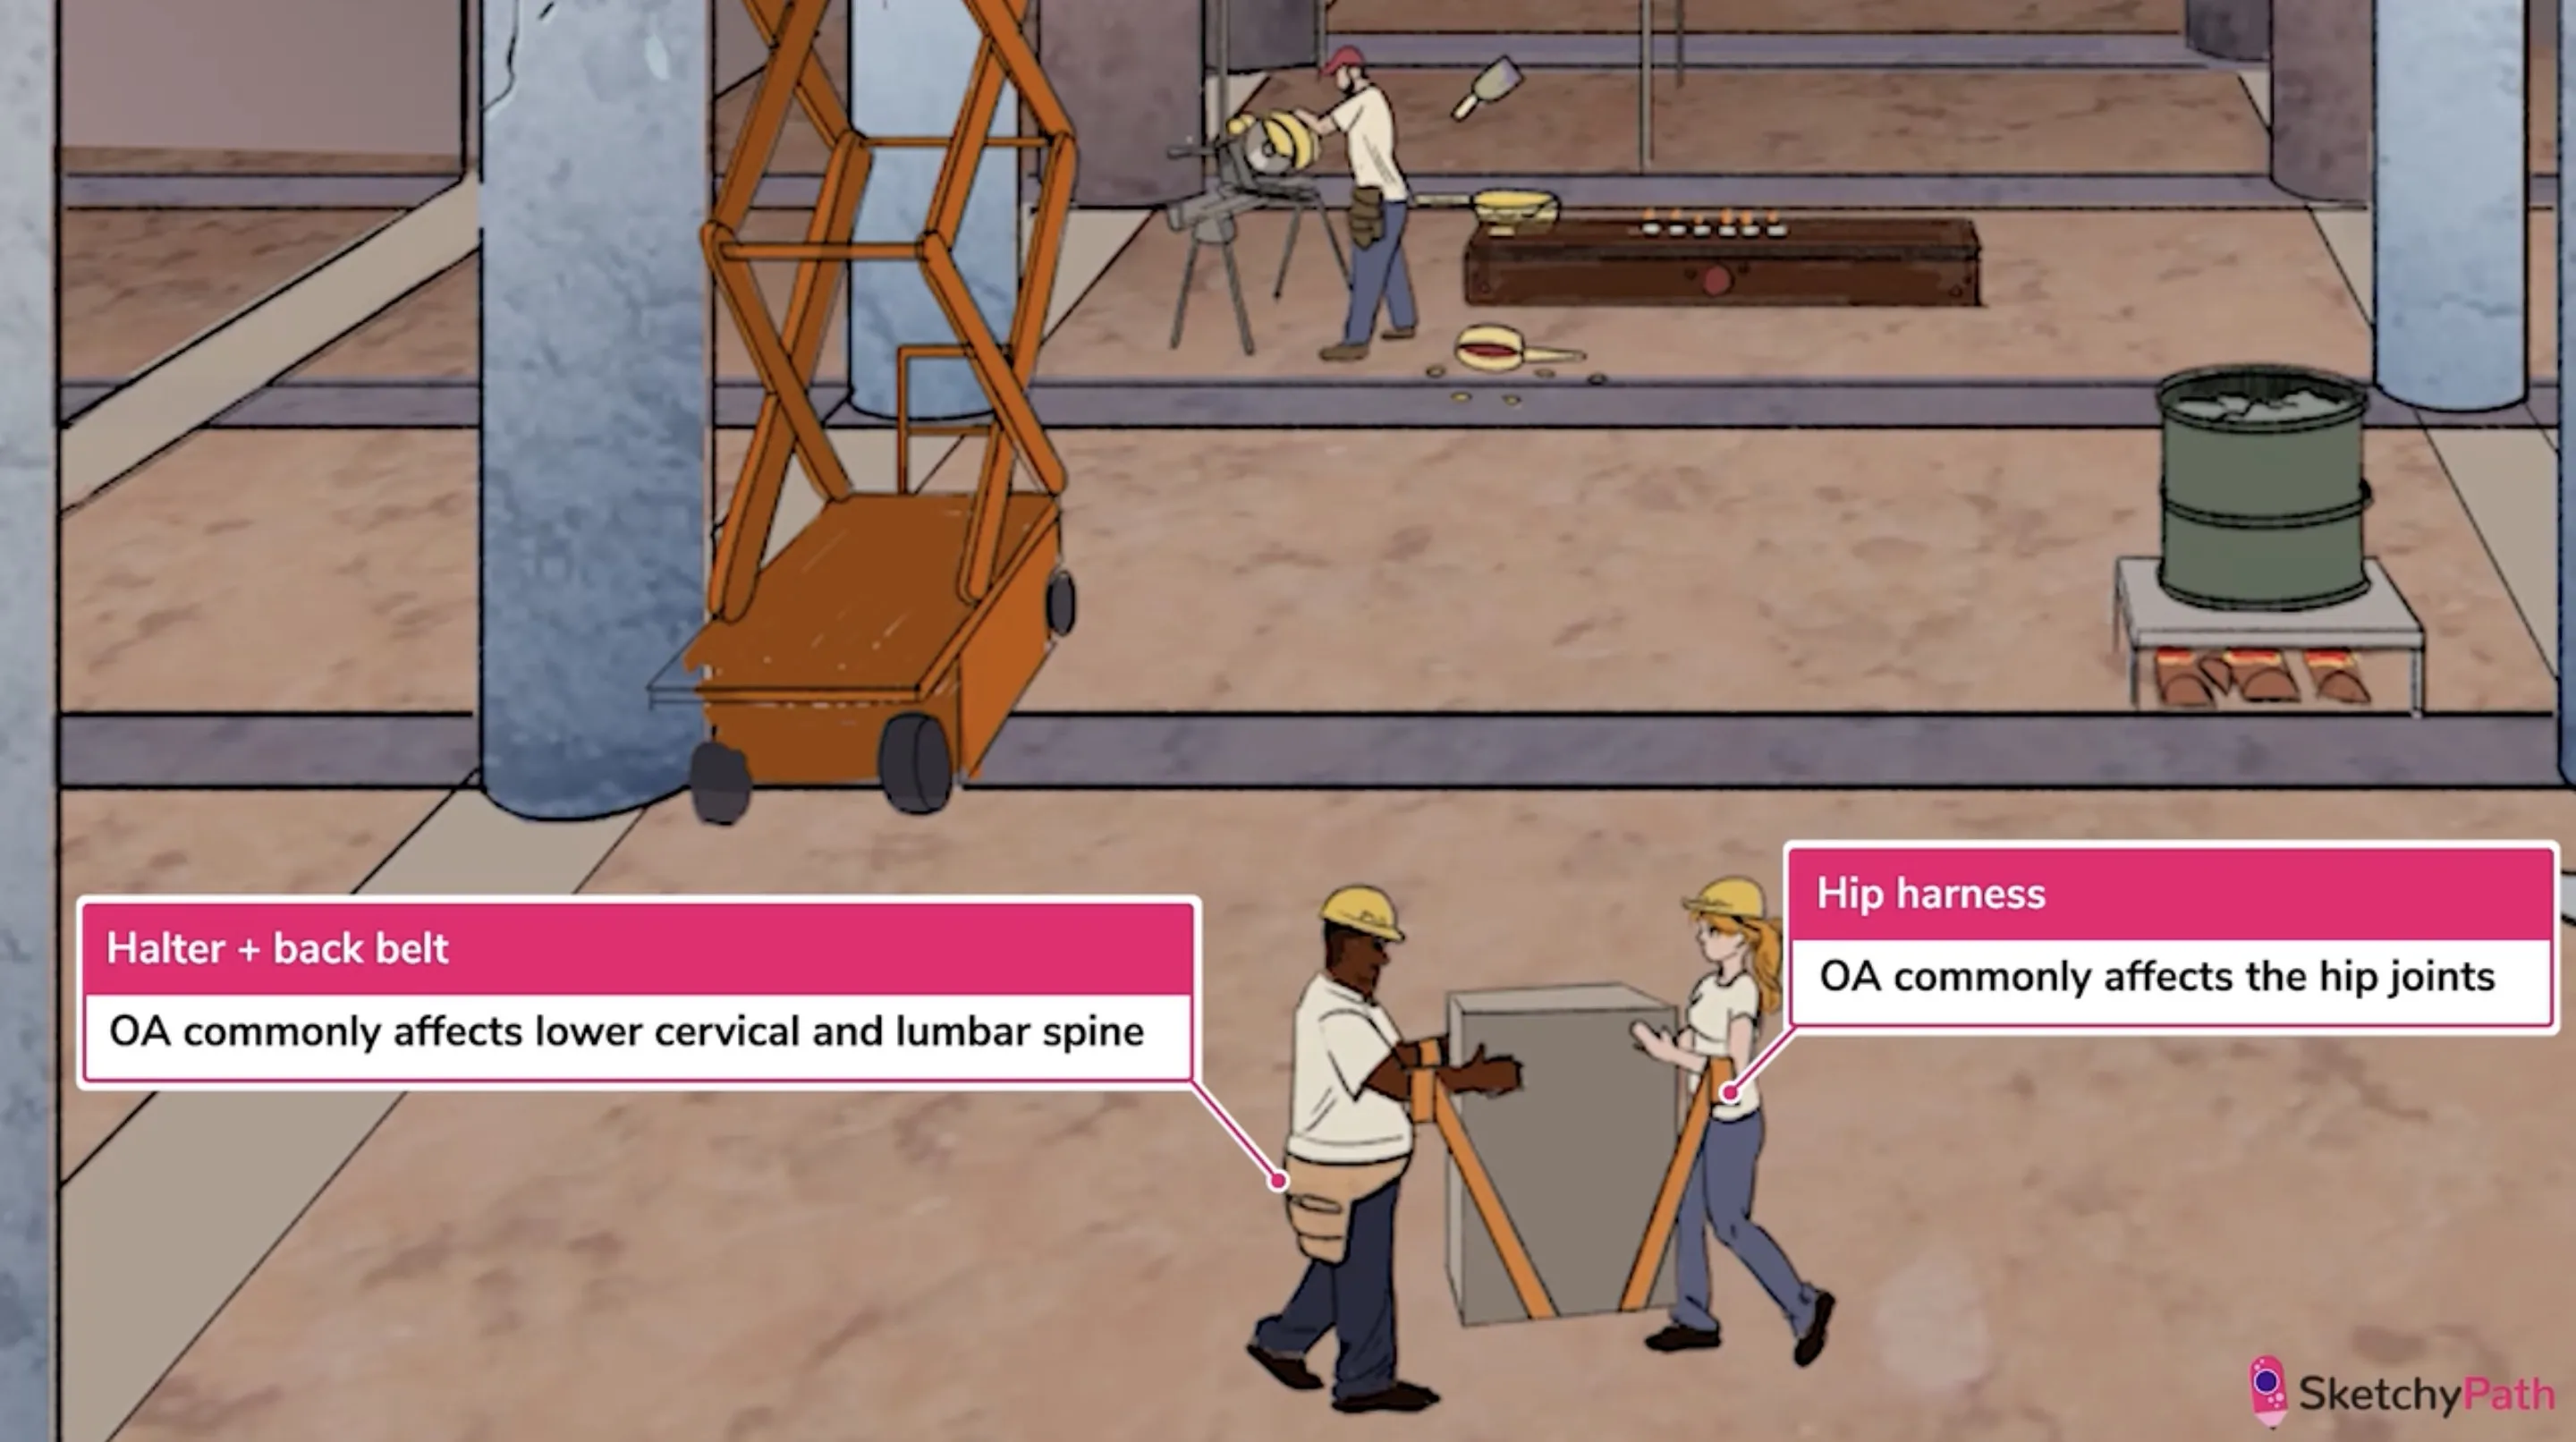 Hip harness
OA commonly affects the hip joints
Halter + back belt
OA commonly affects lower cervical and lumbar spine
SketchyPath